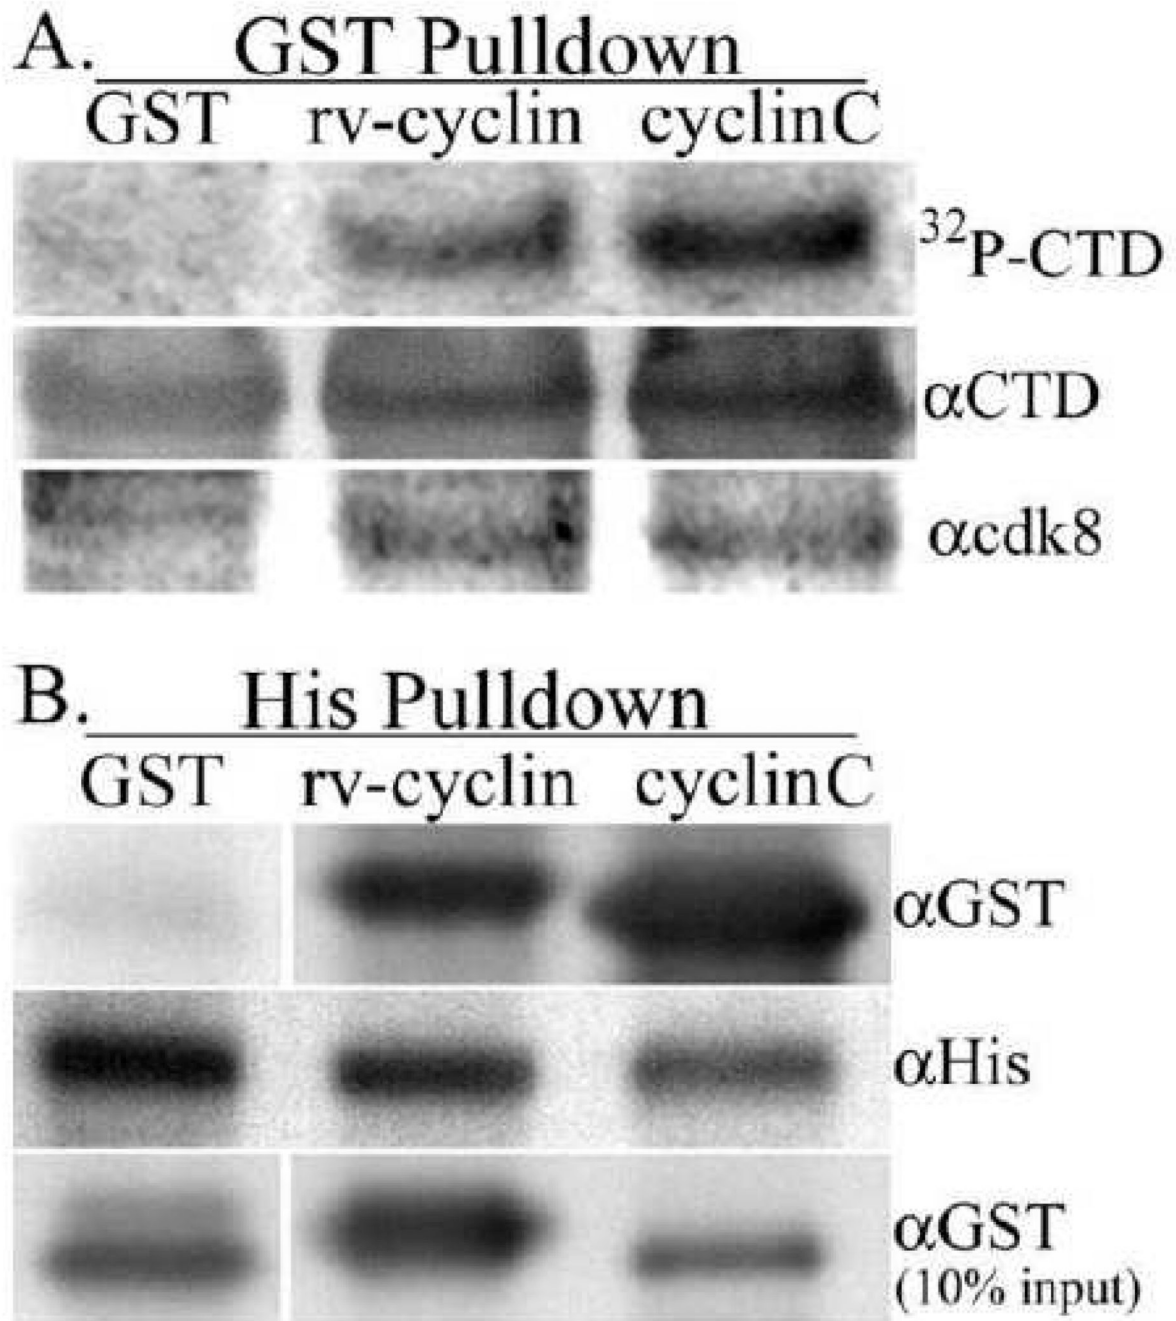 A. GST Pulldown
GST rv-cyclin cyclinC
³²P-CTD
αCTD
αcdk8
B. His Pulldown
GST rv-cyclin cyclinC
αGST
αHis
αGST
(10% input)